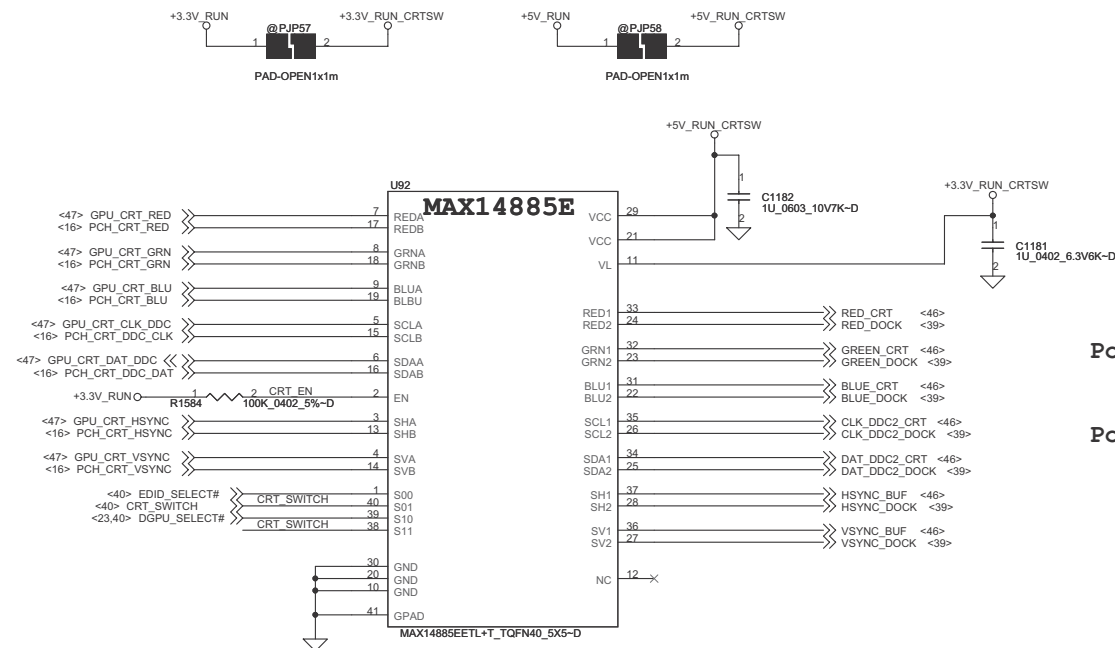 +3.3V_RUN +3.3V_RUN_CRTSW +5V_RUN +5V_RUN_CRTSW
@PJP57 @PJP58
1 2 1 2
PAD-OPEN1x1m PAD-OPEN1x1m
+5V_RUN_CRTSW
1
C1182
1U_0603_10V7K~D
2
+3.3V_RUN_CRTSW
1
C1181
1U_0402_6.3V6K~D
2
U92
MAX14885E
<47> GPU_CRT_RED 7 REDA
<16> PCH_CRT_RED 17 REDB
<47> GPU_CRT_GRN 8 GRNA
<16> PCH_CRT_GRN 18 GRNB
<47> GPU_CRT_BLU 9 BLUA
<16> PCH_CRT_BLU 19 BLBU
<47> GPU_CRT_CLK_DDC 5 SCLA
<16> PCH_CRT_DDC_CLK 15 SCLB
<47> GPU_CRT_DAT_DDC 6 SDAA
<16> PCH_CRT_DDC_DAT 16 SDAB
+3.3V_RUN 1 2 CRT_EN 2 EN
R1584 100K_0402_5%~D
<47> GPU_CRT_HSYNC 3 SHA
<16> PCH_CRT_HSYNC 13 SHB
<47> GPU_CRT_VSYNC 4 SVA
<16> PCH_CRT_VSYNC 14 SVB
<40> EDID_SELECT# 1 S00
<40> CRT_SWITCH CRT_SWITCH 40 S01
<23,40> DGPU_SELECT# 39 S10
CRT_SWITCH 38 S11
30 GND
20 GND
10 GND
41 GPAD
VCC 29
VCC 21
VL 11
RED1 33 RED_CRT <46>
RED2 24 RED_DOCK <39>
GRN1 32 GREEN_CRT <46>
GRN2 23 GREEN_DOCK <39>
BLU1 31 BLUE_CRT <46>
BLU2 22 BLUE_DOCK <39>
SCL1 35 CLK_DDC2_CRT <46>
SCL2 26 CLK_DDC2_DOCK <39>
SDA1 34 DAT_DDC2_CRT <46>
SDA2 25 DAT_DDC2_DOCK <39>
SH1 37 HSYNC_BUF <46>
SH2 28 HSYNC_DOCK <39>
SV1 36 VSYNC_BUF <46>
SV2 27 VSYNC_DOCK <39>
NC 12
MAX14885EETL+T_TQFN40_5X5~D